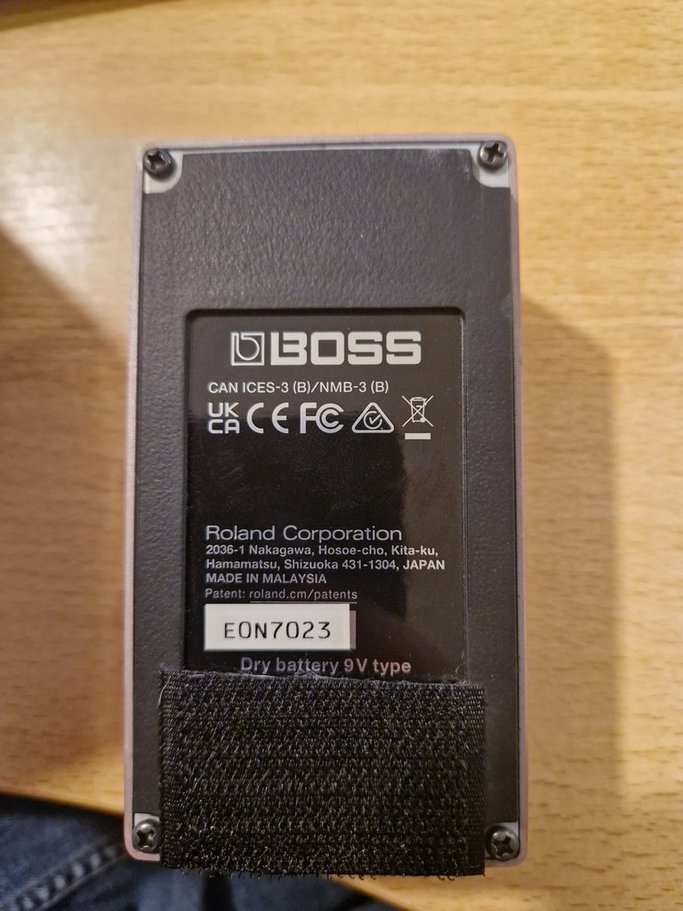 BOSS
CAN ICES-3 (B)/NMB-3 (B)
UK
CA CE FC
Roland Corporation
2036-1 Nakagawa, Hosoe-cho, Kita-ku,
Hamamatsu, Shizuoka 431-1304, JAPAN
MADE IN MALAYSIA
Patent: roland.cm/patents
E0N7023
Dry battery 9V type